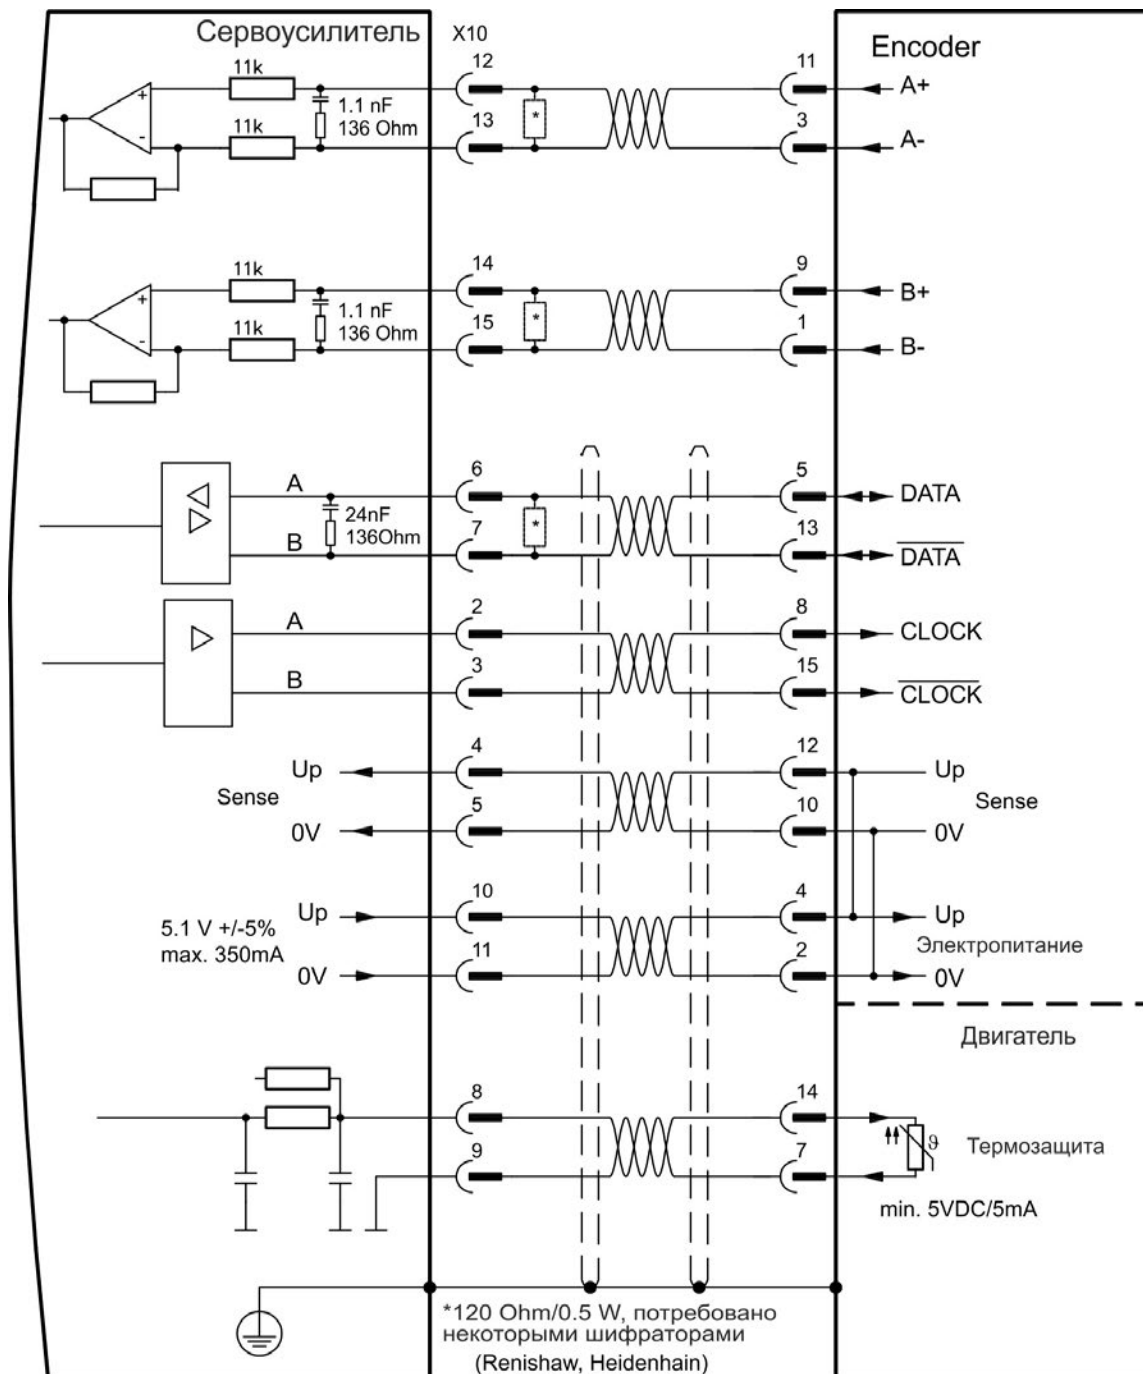 Сервоусилитель X10 Encoder
11k 12 11 A+
+ 1.1 nF * 136 Ohm
11k - 13 3 A-
11k 14 9 B+
+ 1.1 nF * 136 Ohm
11k - 15 1 B-
A 6 5 DATA
24nF * 136Ohm
B 7 13 DATA
A 2 8 CLOCK
B 3 15 CLOCK
Up 4 12 Up
Sense Sense
0V 5 10 0V
Up 10 4 Up
5.1 V +/-5%
max. 350mA
Электропитание
0V 11 2 0V
Двигатель
8 14
ϑ Термозащита
9 7
min. 5VDC/5mA
*120 Ohm/0.5 W, потребовано
некоторыми шифраторами
(Renishaw, Heidenhain)